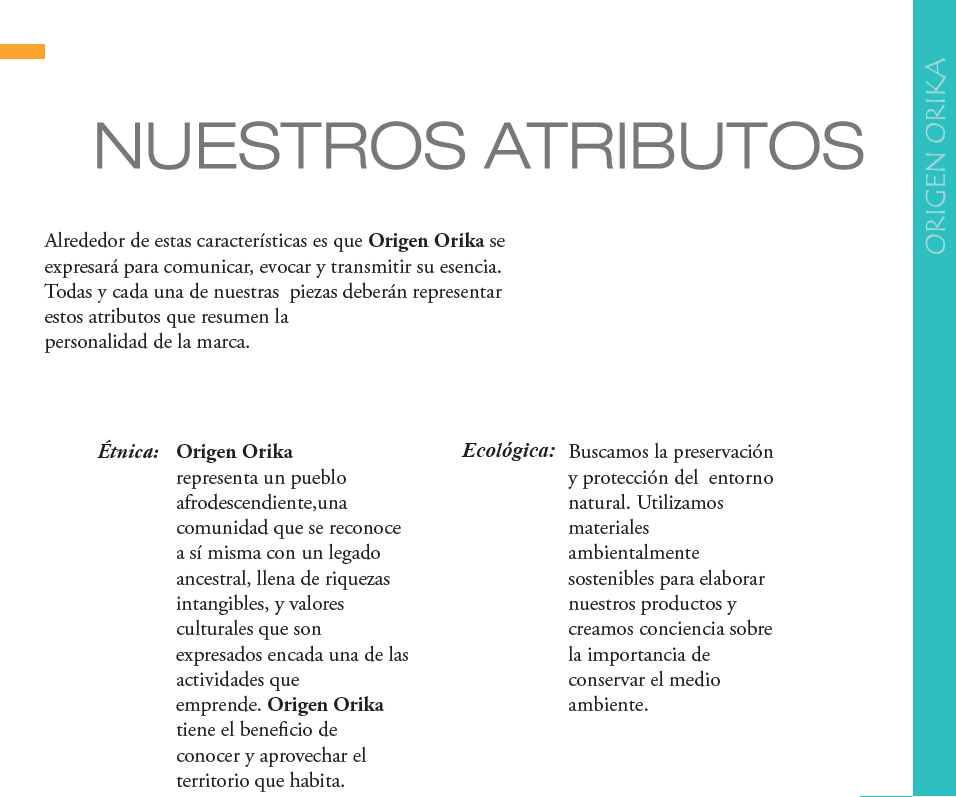 NUESTROS ATRIBUTOS
Alrededor de estas características es que Origen Orika se
expresará para comunicar, evocar y transmitir su esencia.
Todas y cada una de nuestras  piezas deberán representar
estos atributos que resumen la
personalidad de la marca.
Étnica:
Origen Orika
representa un pueblo
afrodescendiente,una
comunidad que se reconoce
a sí misma con un legado
ancestral, llena de riquezas
intangibles, y valores
culturales que son
expresados encada una de las
actividades que
emprende. Origen Orika
tiene el beneficio de
conocer y aprovechar el
territorio que habita.
Ecológica:
Buscamos la preservación
y protección del  entorno
natural. Utilizamos
materiales
ambientalmente
sostenibles para elaborar
nuestros productos y
creamos conciencia sobre
la importancia de
conservar el medio
ambiente.
ORIGEN ORIKA